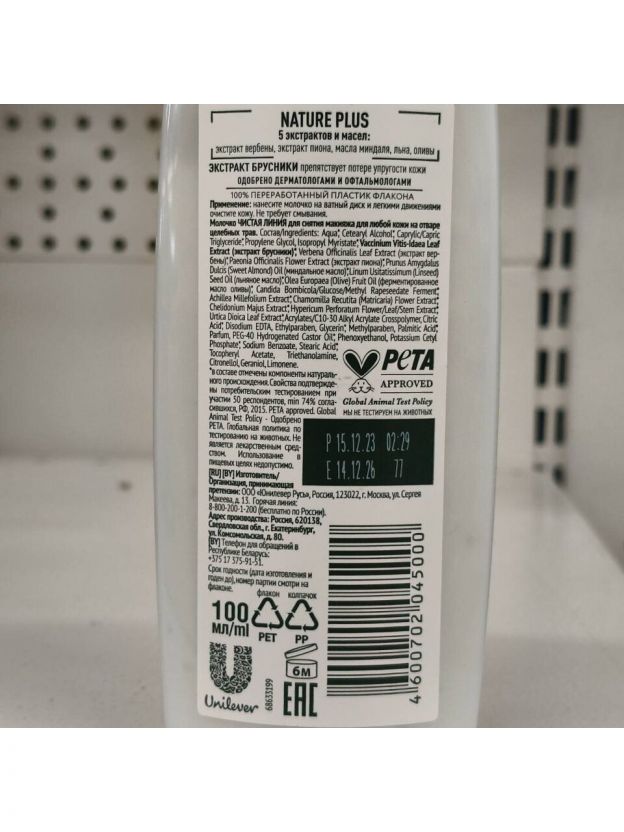 NATURE PLUS
5 экстрактов и масел:
экстракт вербены, экстракт пиона, масла миндаля, льна, оливы
ЭКСТРАКТ БРУСНИКИ препятствует потере упругости кожи
ОДОБРЕНО ДЕРМАТОЛОГАМИ И ОФТАЛЬМОЛОГАМИ
100% ПЕРЕРАБОТАННЫЙ ПЛАСТИК ФЛАКОНА
Применение: нанесите молочко на ватный диск и легкими движениями
очистите кожу. Не требует смывания.
Молочко ЧИСТАЯ ЛИНИЯ для снятия макияжа для любой кожи на отваре
целебных трав. Состав/Ingredients: Aqua*, Cetearyl Alcohol*, Caprylic/Capric
Triglyceride*, Propylene Glycol, Isopropyl Myristate*, Vaccinium Vitis-Idaea Leaf
Extract (экстракт брусники)*, Verbena Officinalis Leaf Extract (экстракт вер-
бены)*, Paeonia Officinalis Flower Extract (экстракт пиона)*, Prunus Amygdalus
Dulcis (Sweet Almond) Oil (миндальное масло)*, Linum Usitatissimum (Linseed)
Seed Oil (льняное масло)*, Olea Europaea (Olive) Fruit Oil (ферментированное
масло оливы)*, Candida Bombicola/Glucose/Methyl Rapeseedate Ferment*,
Achillea Millefolium Extract*, Chamomilla Recutita (Matricaria) Flower Extract*,
Chelidonium Majus Extract*, Hypericum Perforatum Flower/Leaf/Stem Extract*,
Urtica Dioica Leaf Extract*, Acrylates/C10-30 Alkyl Acrylate Crosspolymer, Citric
Acid*, Disodium EDTA, Ethylparaben, Glycerin*, Methylparaben, Palmitic Acid*,
Parfum, PEG-40 Hydrogenated Castor Oil*, Phenoxyethanol, Potassium Cetyl
Phosphate*, Sodium Benzoate, Stearic Acid*,
Tocopheryl Acetate, Triethanolamine,
Citronellol, Geraniol, Limonene.
*в составе отмечены компоненты натураль-
ного происхождения. Свойства подтвержде-
ны потребительским тестированием при
участии 50 респондентов, min 74% согла-
сившихся, РФ, 2015. PETA approved. Global
Animal Test Policy - Одобрено
PETA. Глобальная политика по
тестированию на животных. Не
является лекарственным сред-
ством. Использование в
пищевых целях недопустимо.
PETA
APPROVED
Global Animal Test Policy
МЫ НЕ ТЕСТИРУЕМ НА ЖИВОТНЫХ
P 15.12.23 02:29
E 14.12.26 77
[RU] [BY] Изготовитель/
Организация, принимающая
претензии: ООО «Юнилевер Русь», Россия, 123022, г. Москва, ул. Сергея
Макеева, д. 13. Горячая линия:
8-800-200-1-200 (бесплатно по России).
Адрес производства: Россия, 620138,
Свердловская обл., г. Екатеринбург,
ул. Комсомольская, д. 80.
[BY] Телефон для обращений в
Республике Беларусь:
+375 17 375-91-51.
Срок годности (дата изготовления и
годен до), номер партии смотри на
флаконе.
флакон колпачок
100
мл/ml
PET PP
6М
Unilever
68633199
EAC
4 600702 045000